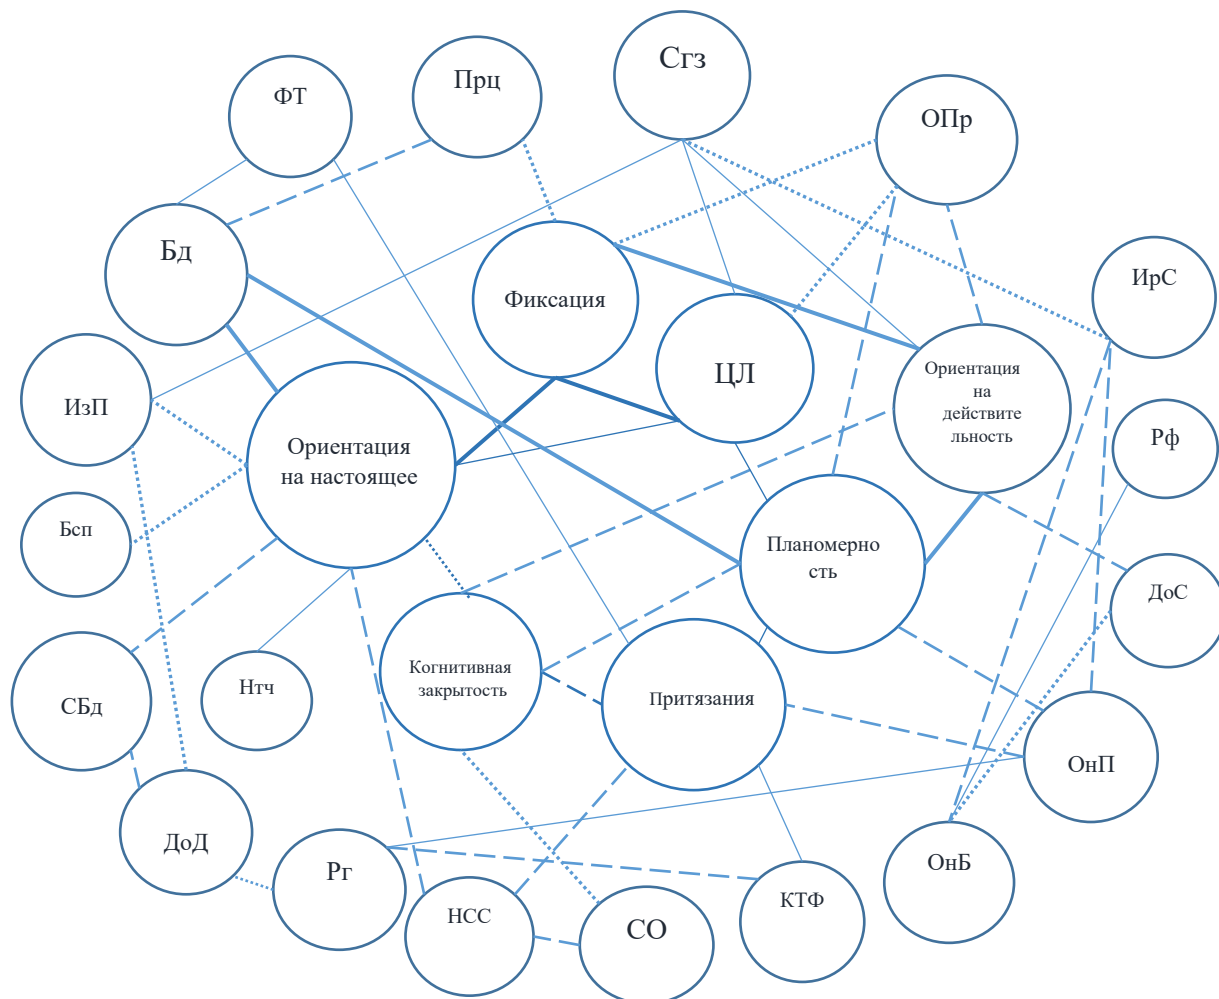 Сгз
Прц
ФТ
ОПр
Бд
ИрС
Фиксация
ЦЛ
Ориентация
на
действите
льность
ИзП
Рф
Ориентация
на настоящее
Бсп
Планомерно
сть
ДоС
Когнитивная
закрытость
Нтч
Притязания
СБд
ОнП
ДоД
ОнБ
Рг
КТФ
НСС
СО